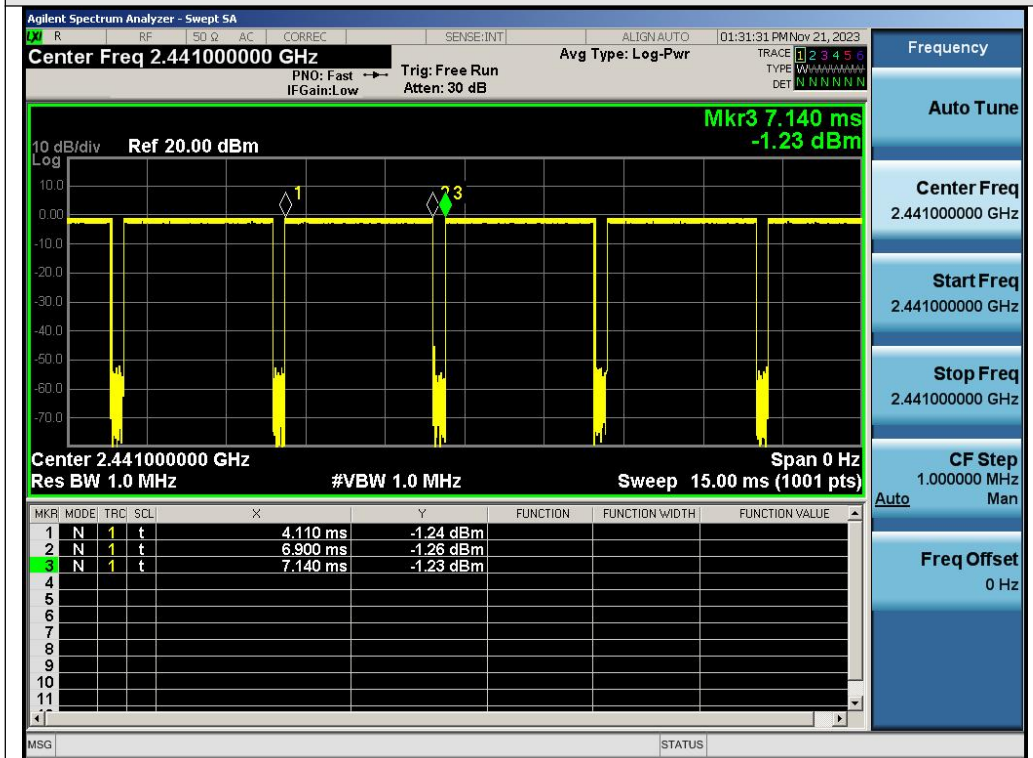 Agilent Spectrum Analyzer - Swept SA
LXI R RF 50 Ω AC CORREC SENSE:INT ALIGN AUTO 01:31:31 PM Nov 21, 2023
Center Freq 2.441000000 GHz
PNO: Fast
IFGain:Low
Trig: Free Run
Atten: 30 dB
Avg Type: Log-Pwr
TRACE 1 2 3 4 5 6
TYPE W
DET N N N N N N
Mkr3 7.140 ms
-1.23 dBm
10 dB/div Ref 20.00 dBm
Log
10.0
0.00
-10.0
-20.0
-30.0
-40.0
-50.0
-60.0
-70.0
1
2 3
Center 2.441000000 GHz Span 0 Hz
Res BW 1.0 MHz #VBW 1.0 MHz Sweep 15.00 ms (1001 pts)
MKR MODE TRC SCL X Y FUNCTION FUNCTION WIDTH FUNCTION VALUE
1 N 1 t 4.110 ms -1.24 dBm
2 N 1 t 6.900 ms -1.26 dBm
3 N 1 t 7.140 ms -1.23 dBm
4
5
6
7
8
9
10
11
MSG STATUS
Frequency
Auto Tune
Center Freq
2.441000000 GHz
Start Freq
2.441000000 GHz
Stop Freq
2.441000000 GHz
CF Step
1.000000 MHz
Auto Man
Freq Offset
0 Hz